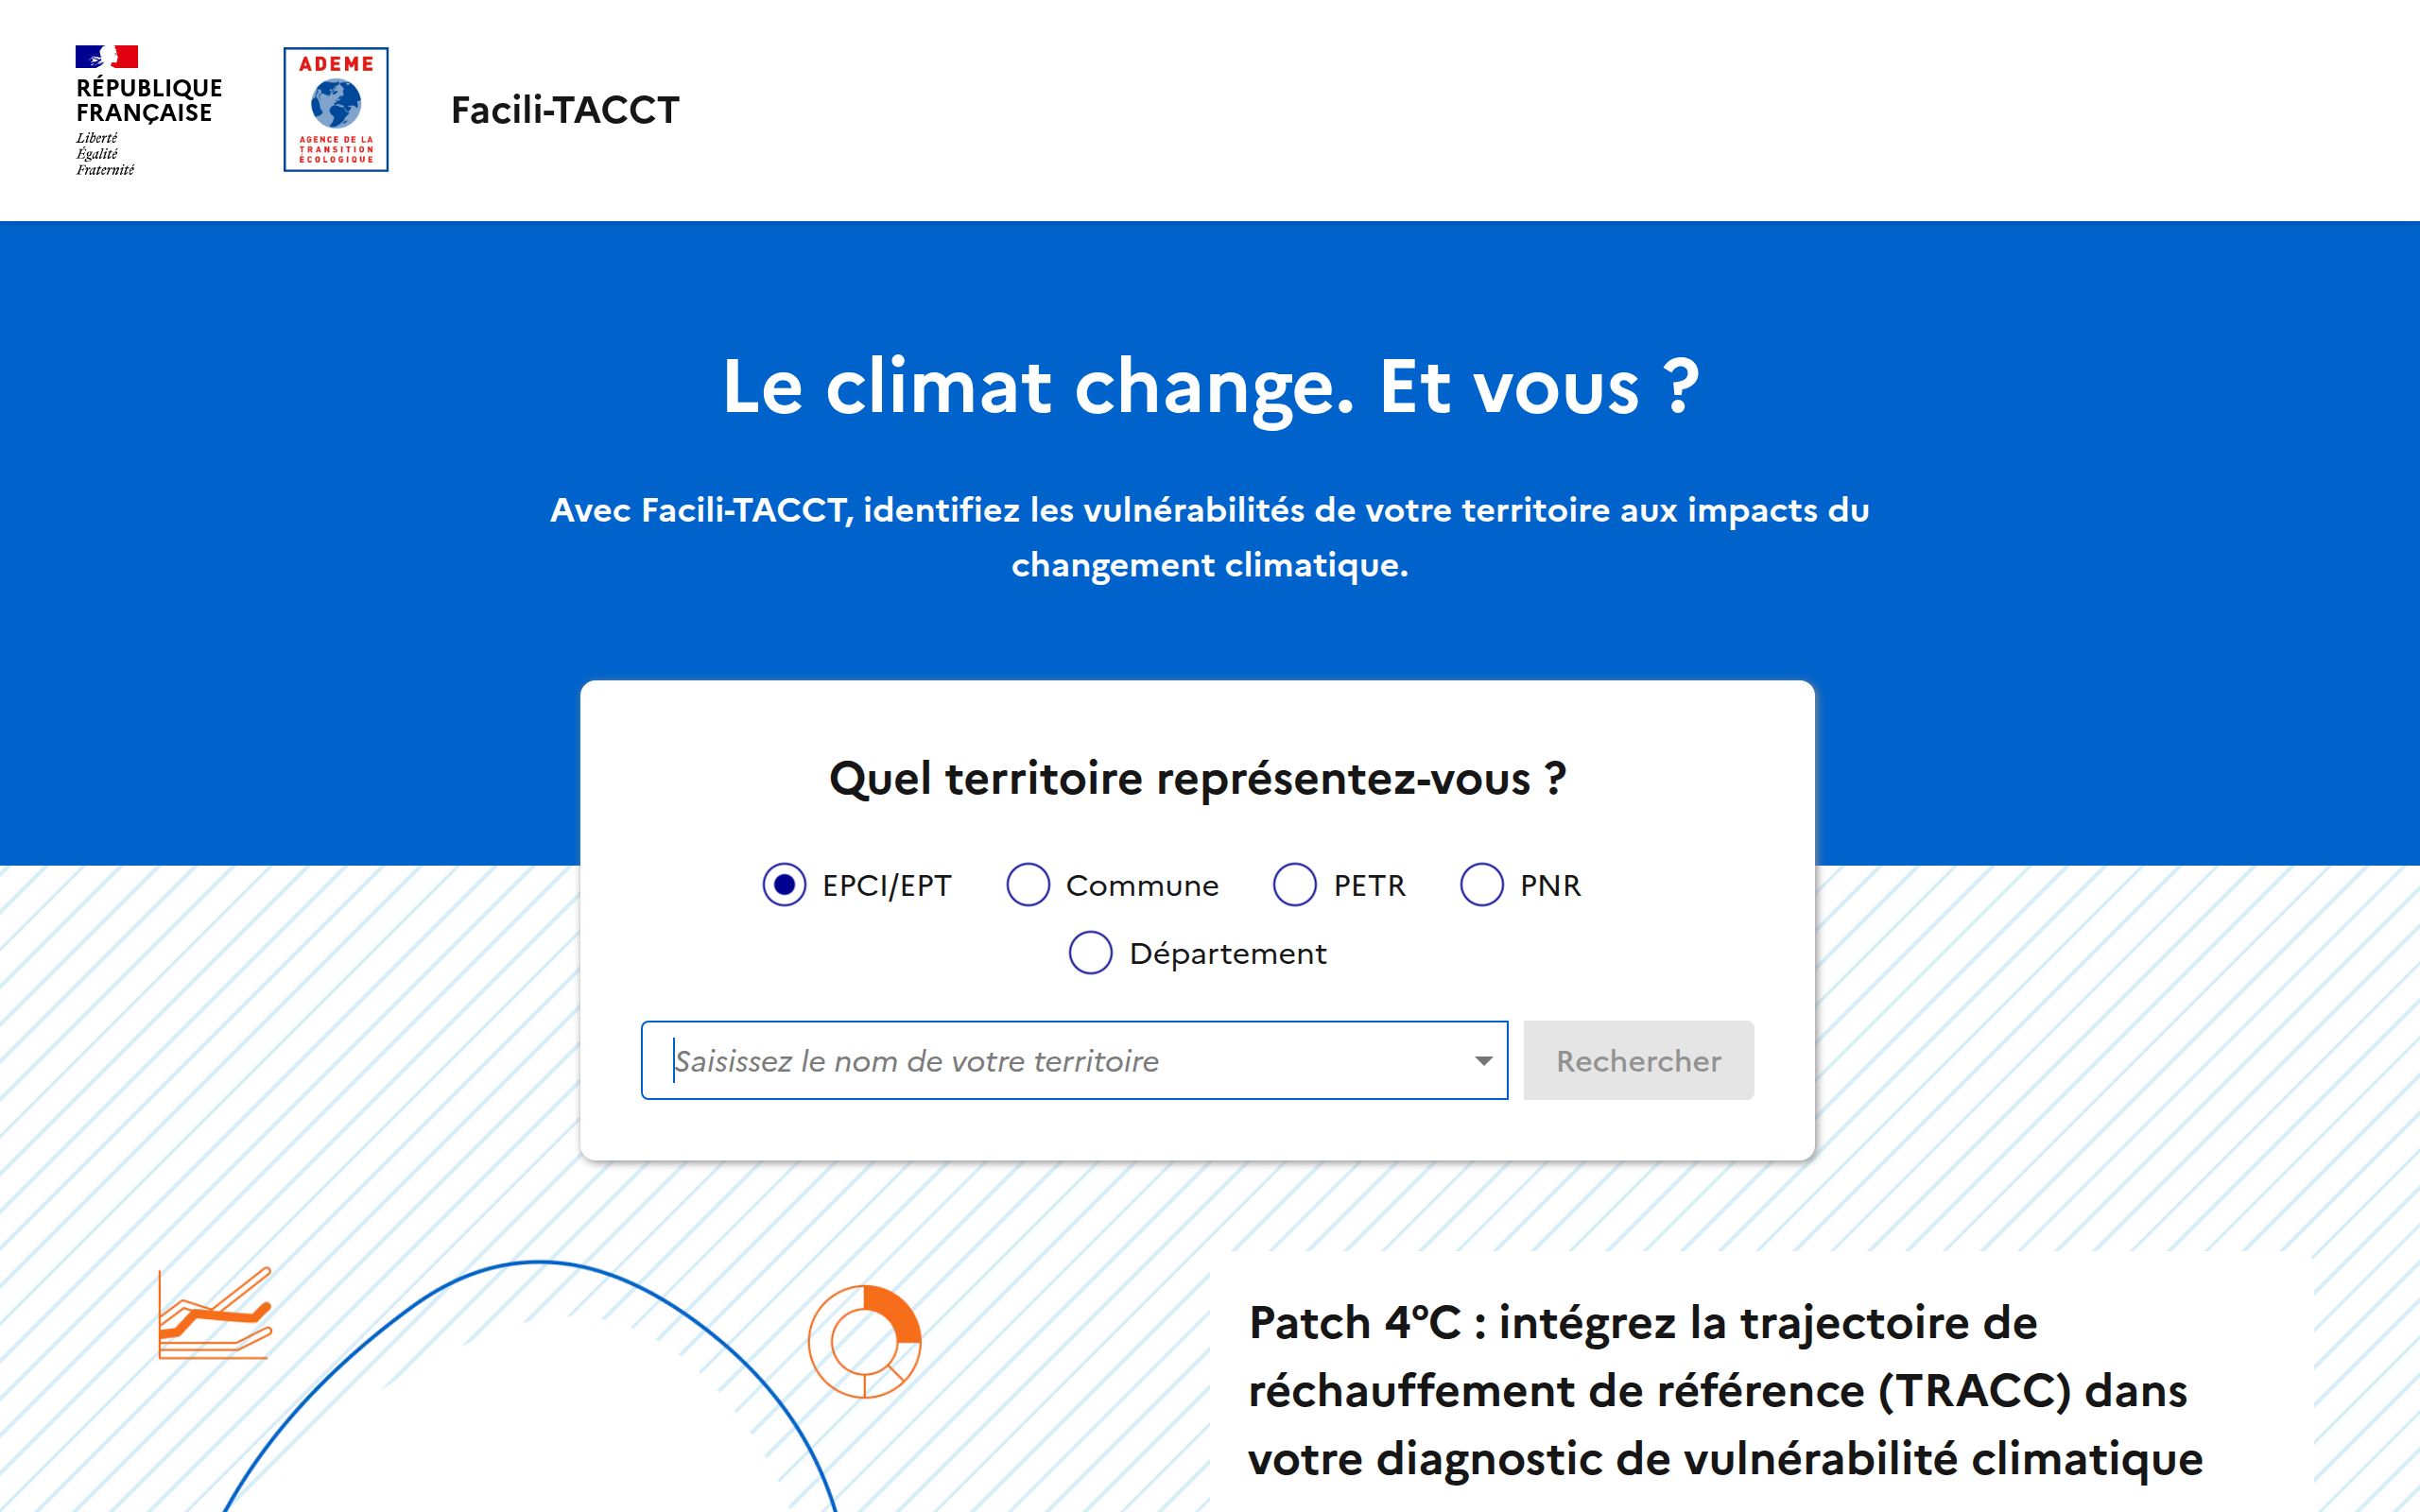 RÉPUBLIQUE
FRANÇAISE
Liberté
Égalité
Fraternité
ADEME
AGENCE DE LA
TRANSITION
ÉCOLOGIQUE
Facili-TACCT
Le climat change. Et vous ?
Avec Facili-TACCT, identifiez les vulnérabilités de votre territoire aux impacts du
changement climatique.
Quel territoire représentez-vous ?
EPCI/EPT Commune PETR PNR
Département
Saisissez le nom de votre territoire Rechercher
Patch 4°C : intégrez la trajectoire de
réchauffement de référence (TRACC) dans
votre diagnostic de vulnérabilité climatique